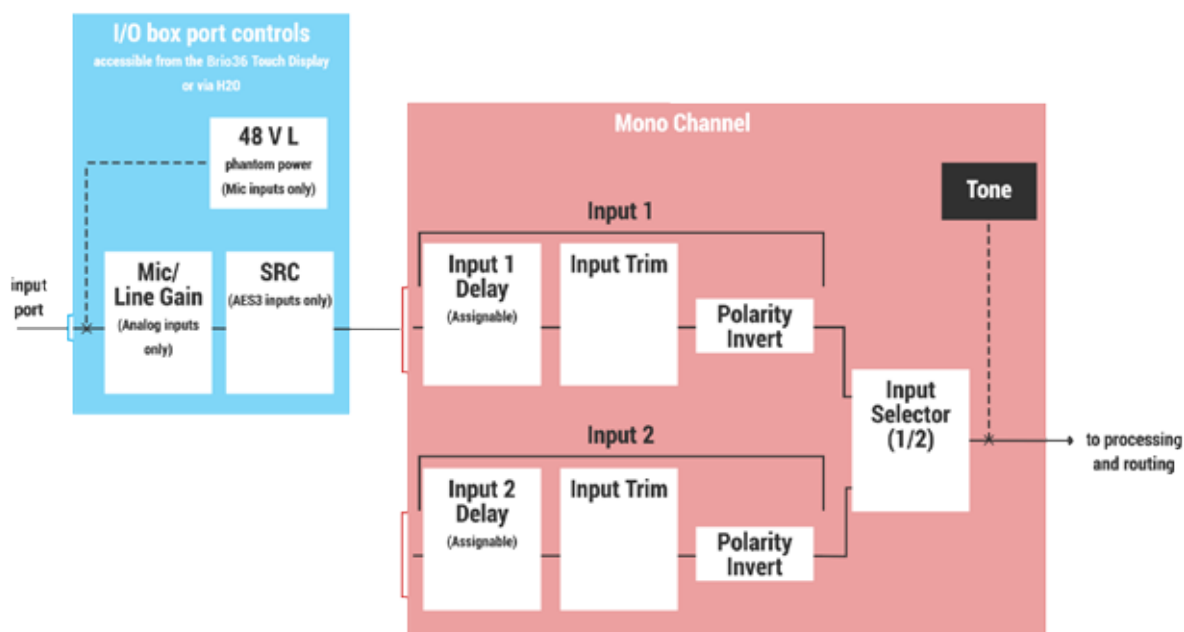 I/O box port controls
accessible from the Brio36 Touch Display
or via H2O
48 V L
phantom power
(Mic inputs only)
input
port
Mic/
Line Gain
(Analog inputs
only)
SRC
(AES3 inputs only)
Mono Channel
Tone
Input 1
Input 1
Delay
(Assignable)
Input Trim
Polarity
Invert
Input 2
Input 2
Delay
(Assignable)
Input Trim
Polarity
Invert
Input
Selector
(1/2)
to processing
and routing